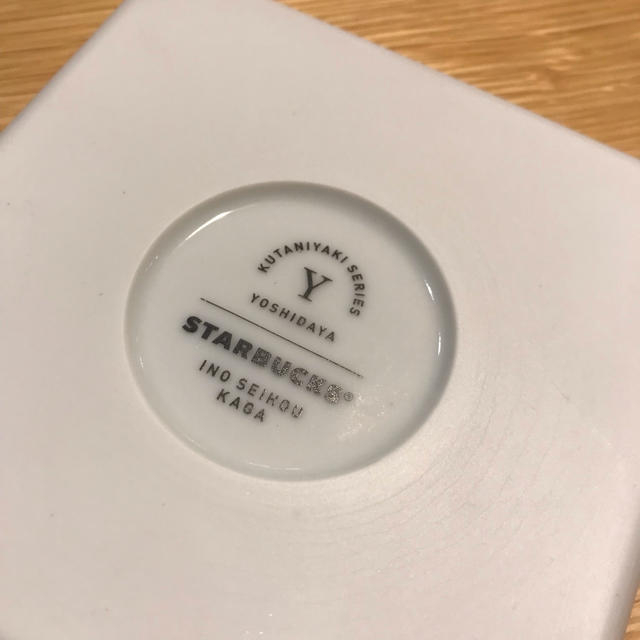 KUTANIYAKI SERIES
Y
YOSHIDAYA
STARBUCKS®
INO SEIHOU
KAGA